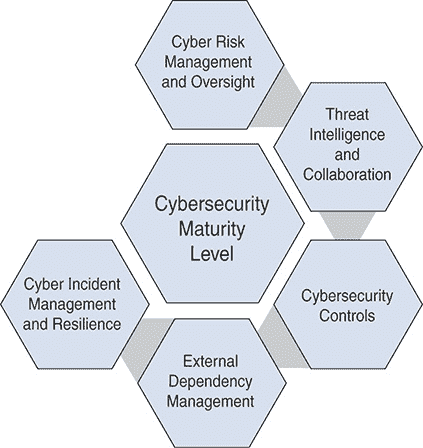 Cyber Risk
Management
and Oversight
Threat
Intelligence
and
Collaboration
Cybersecurity
Maturity
Level
Cybersecurity
Controls
External
Dependency
Management
Cyber Incident
Management
and Resilience